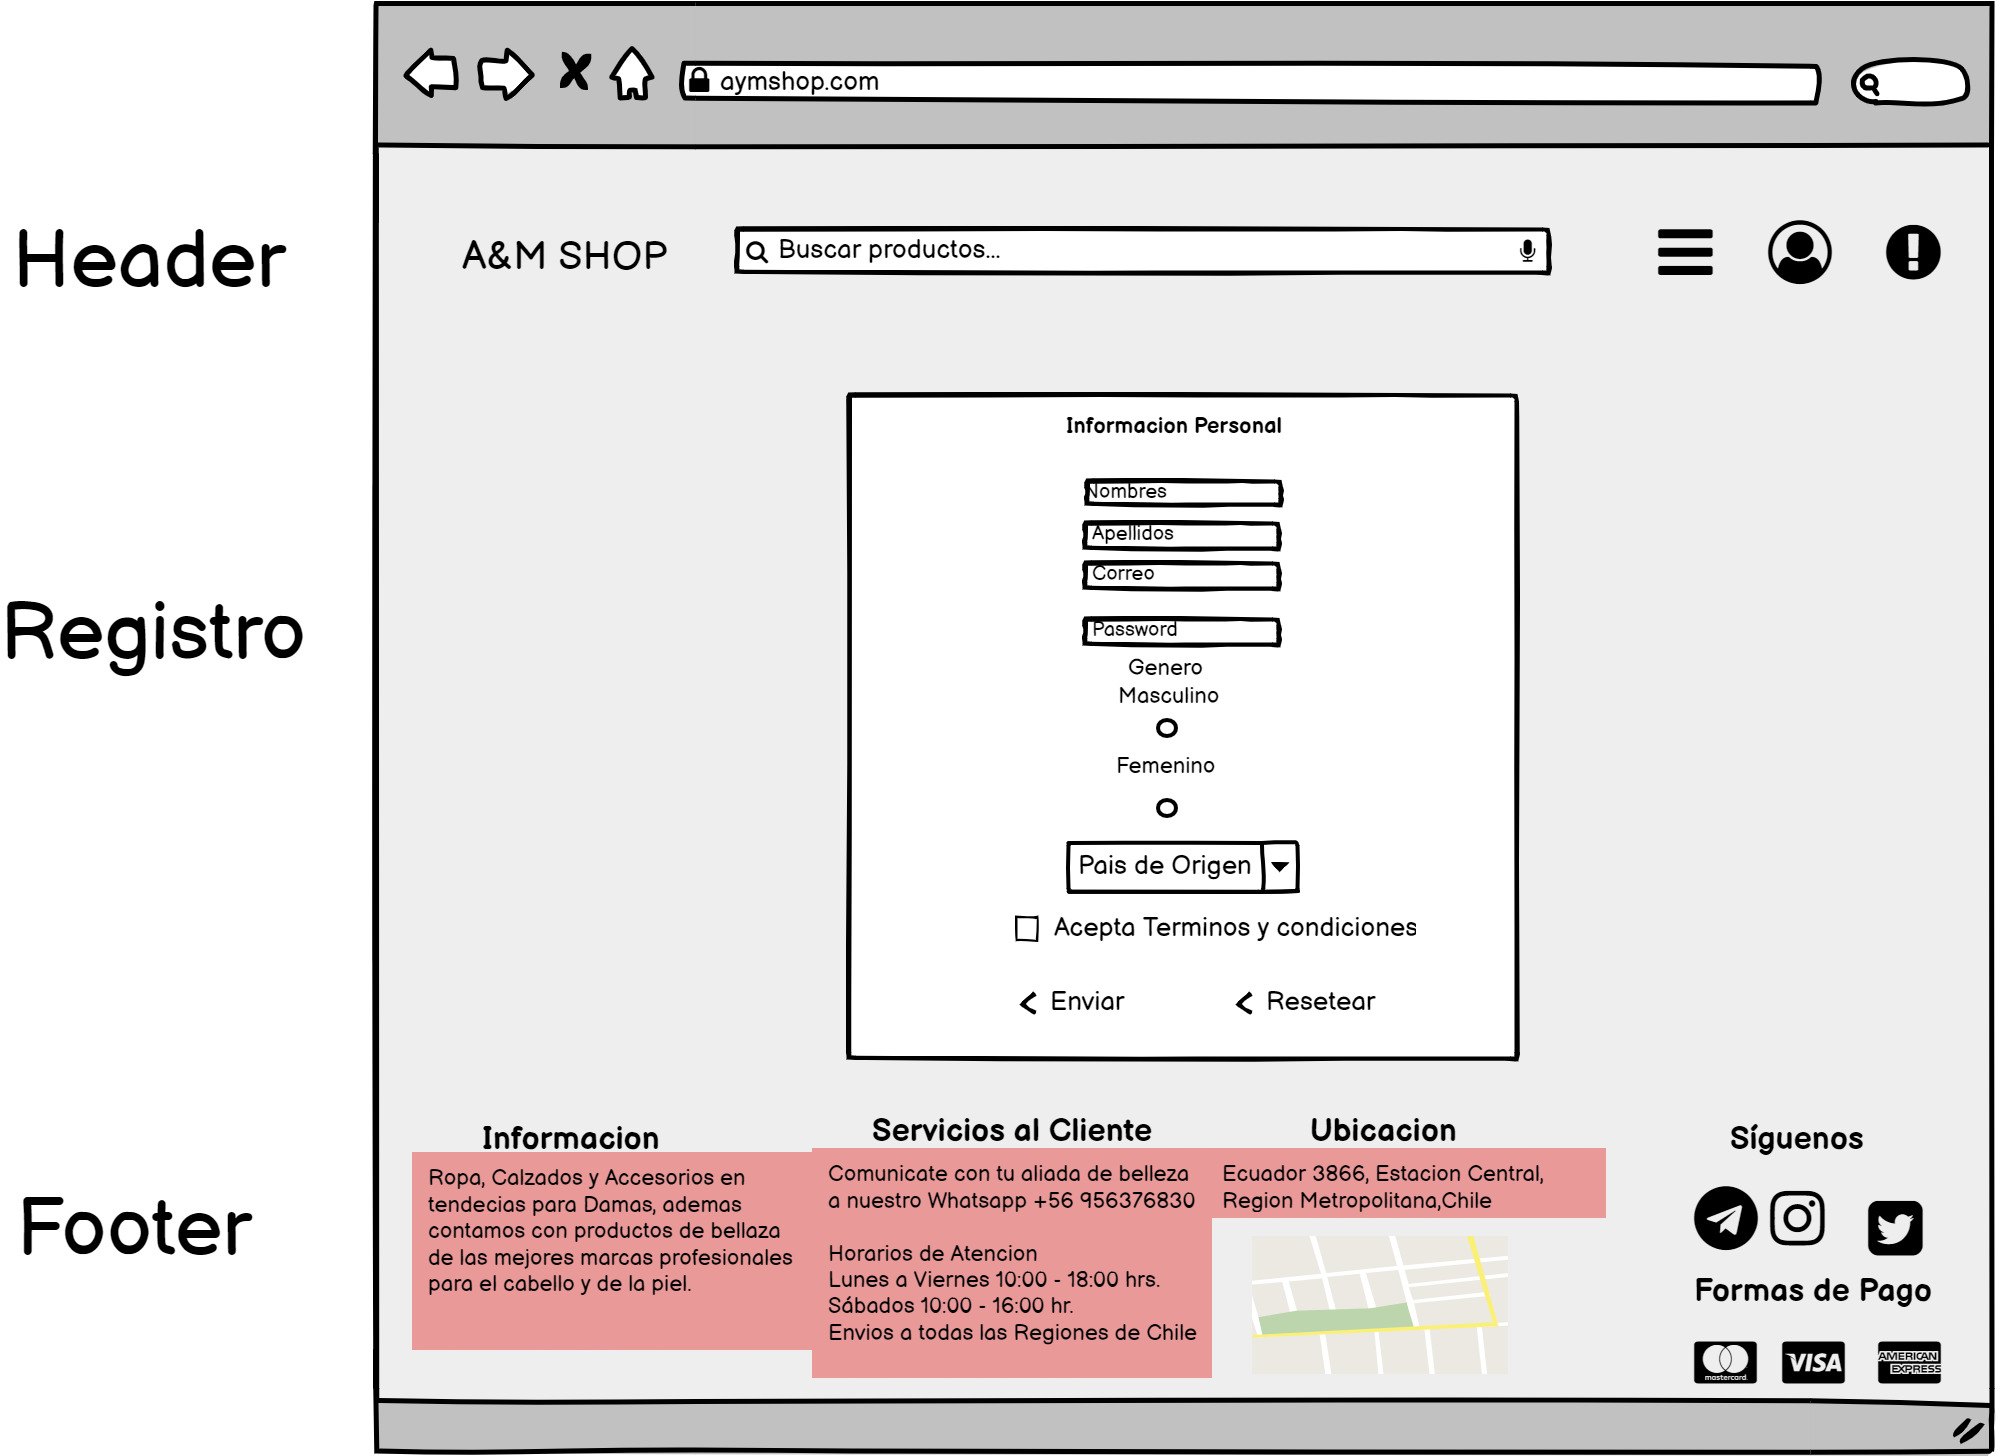 aymshop.com
Header
A&M SHOP
Buscar productos...
Registro
Informacion Personal
Nombres
Apellidos
Correo
Password
Genero
Masculino
Femenino
Pais de Origen
Acepta Terminos y condiciones
Enviar
Resetear
Footer
Informacion
Ropa, Calzados y Accesorios en
tendecias para Damas, ademas
contamos con productos de bellaza
de las mejores marcas profesionales
para el cabello y de la piel.
Servicios al Cliente
Comunicate con tu aliada de belleza
a nuestro Whatsapp +56 956376830
Horarios de Atencion
Lunes a Viernes 10:00 - 18:00 hrs.
Sábados 10:00 - 16:00 hr.
Envios a todas las Regiones de Chile
Ubicacion
Ecuador 3866, Estacion Central,
Region Metropolitana,Chile
Síguenos
Formas de Pago
mastercard
VISA
AMERICAN
EXPRESS